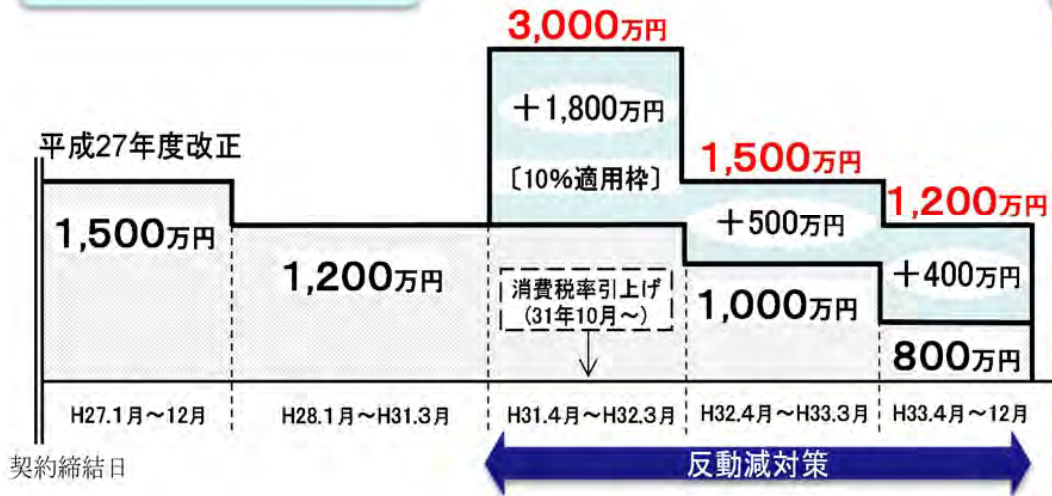 3,000万円
+1,800万円
平成27年度改正
〔10%適用枠〕
1,500万円
1,500万円
1,200万円
+500万円
1,200万円
+400万円
消費税率引上げ
(31年10月~)
1,000万円
800万円
H27.1月~12月
H28.1月~H31.3月
H31.4月~H32.3月
H32.4月~H33.3月
H33.4月~12月
契約締結日
反動減対策